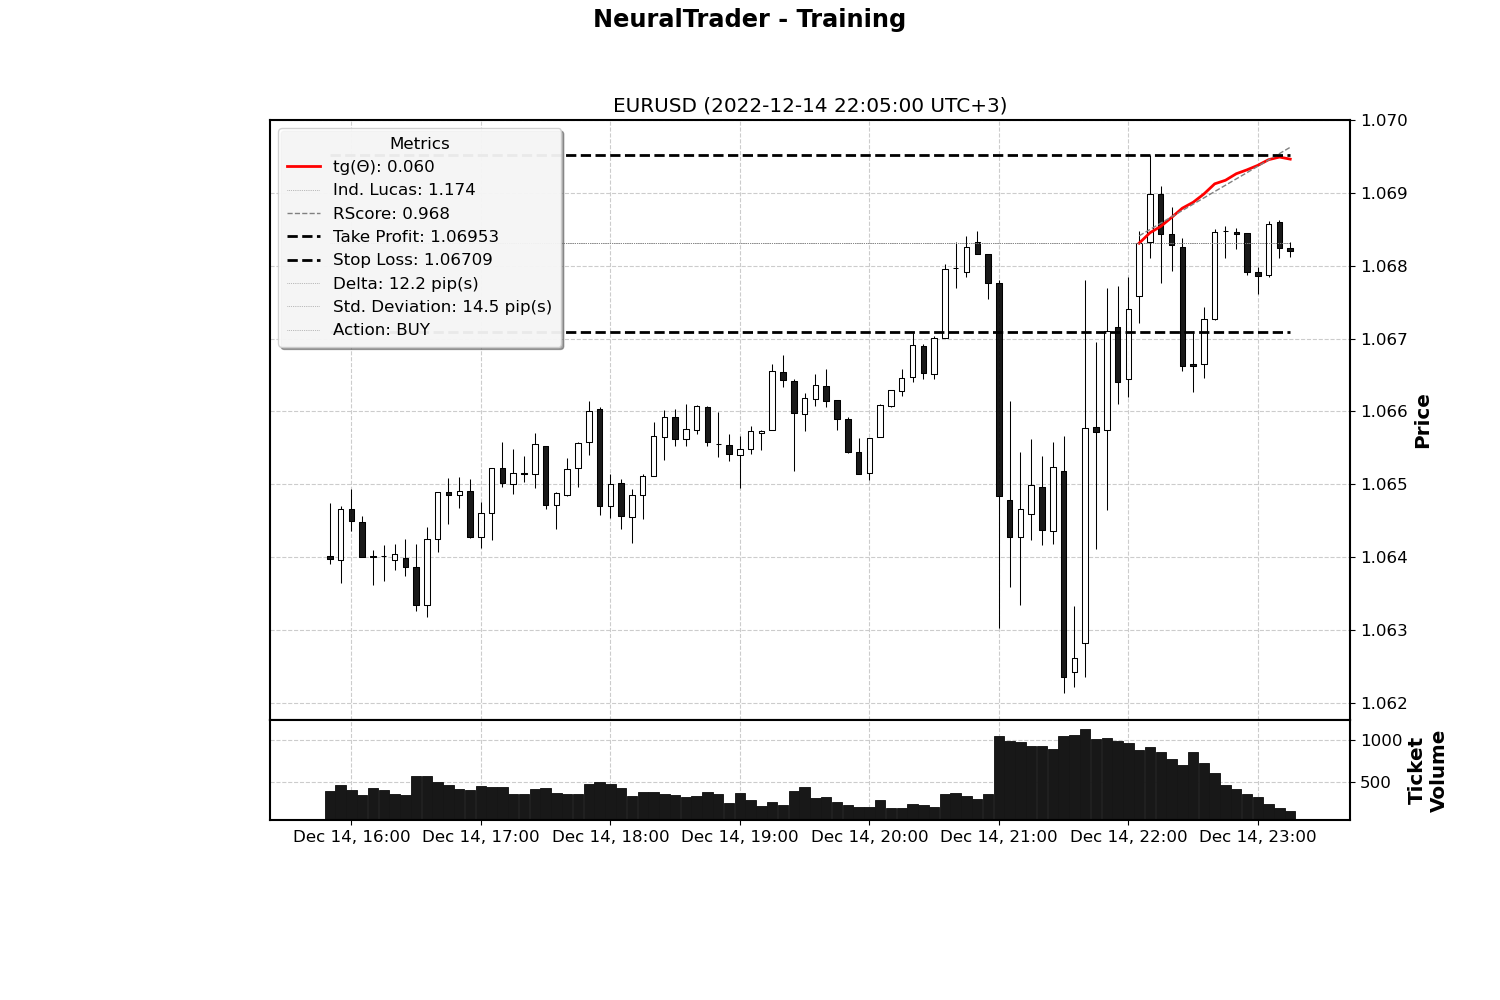 NeuralTrader - Training
EURUSD (2022-12-14 22:05:00 UTC+3)
Metrics
tg(Θ): 0.060
Ind. Lucas: 1.174
RScore: 0.968
Take Profit: 1.06953
Stop Loss: 1.06709
Delta: 12.2 pip(s)
Std. Deviation: 14.5 pip(s)
Action: BUY
1.070
1.069
1.068
1.067
1.066
1.065
1.064
1.063
1.062
Price
1000
500
Ticket
Volume
Dec 14, 16:00 Dec 14, 17:00 Dec 14, 18:00 Dec 14, 19:00 Dec 14, 20:00 Dec 14, 21:00 Dec 14, 22:00 Dec 14, 23:00